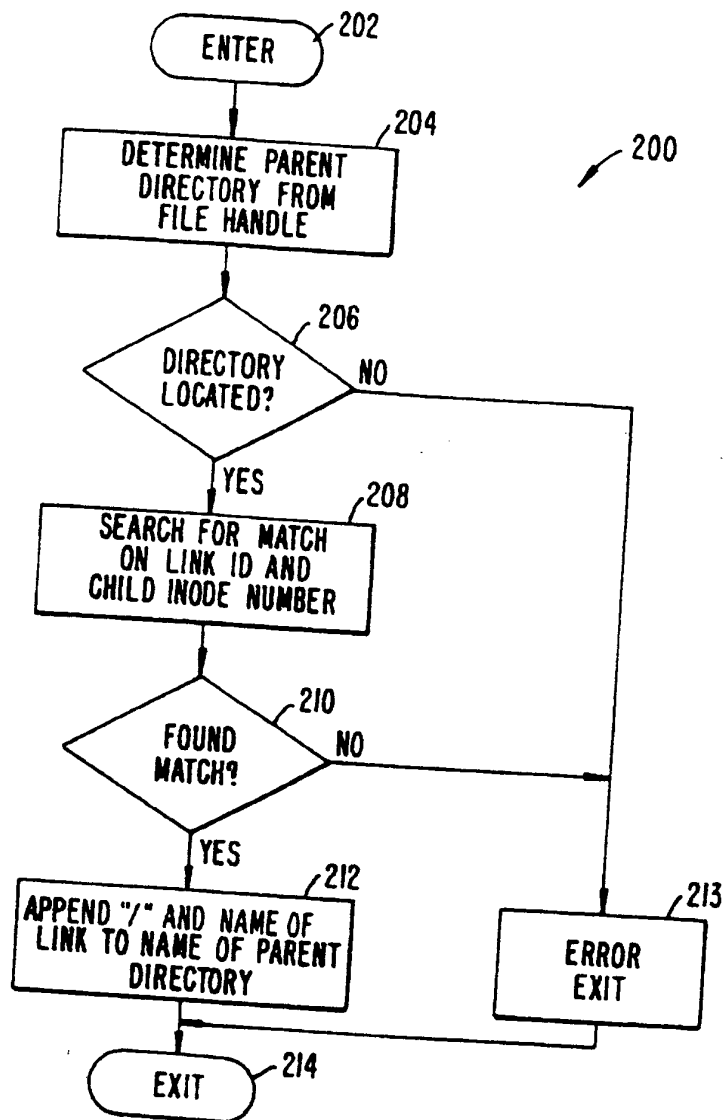 ENTER
202
204
DETERMINE PARENT
DIRECTORY FROM
FILE HANDLE
200
206
DIRECTORY
LOCATED?
NO
YES
208
SEARCH FOR MATCH
ON LINK ID AND
CHILD INODE NUMBER
210
FOUND
MATCH?
NO
YES
212
APPEND "/" AND NAME OF
LINK TO NAME OF PARENT
DIRECTORY
213
ERROR
EXIT
EXIT
214